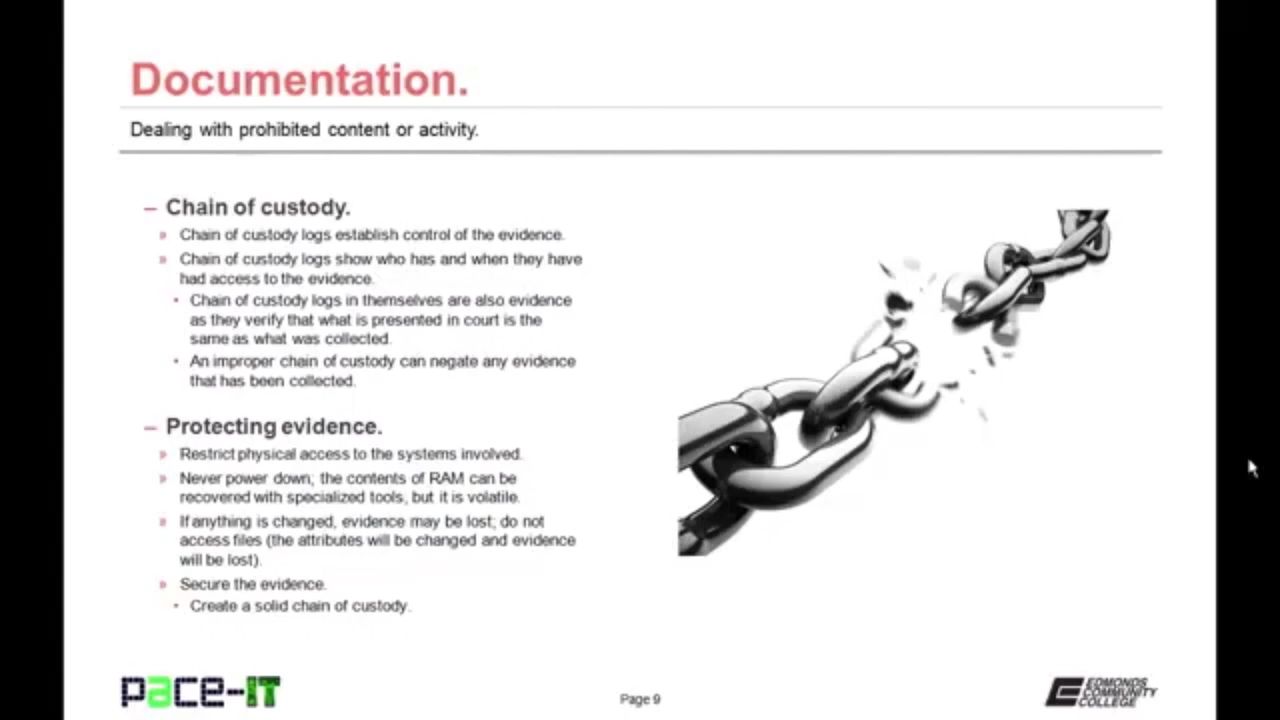 Documentation.
Dealing with prohibited content or activity.
– Chain of custody.
» Chain of custody logs establish control of the evidence.
» Chain of custody logs show who has and when they have
had access to the evidence.
• Chain of custody logs in themselves are also evidence
as they verify that what is presented in court is the
same as what was collected.
• An improper chain of custody can negate any evidence
that has been collected.
– Protecting evidence.
» Restrict physical access to the systems involved.
» Never power down; the contents of RAM can be
recovered with specialized tools, but it is volatile.
» If anything is changed, evidence may be lost; do not
access files (the attributes will be changed and evidence
will be lost).
» Secure the evidence.
• Create a solid chain of custody.
pace-IT
Page 9
EDMONDS
COMMUNITY
COLLEGE